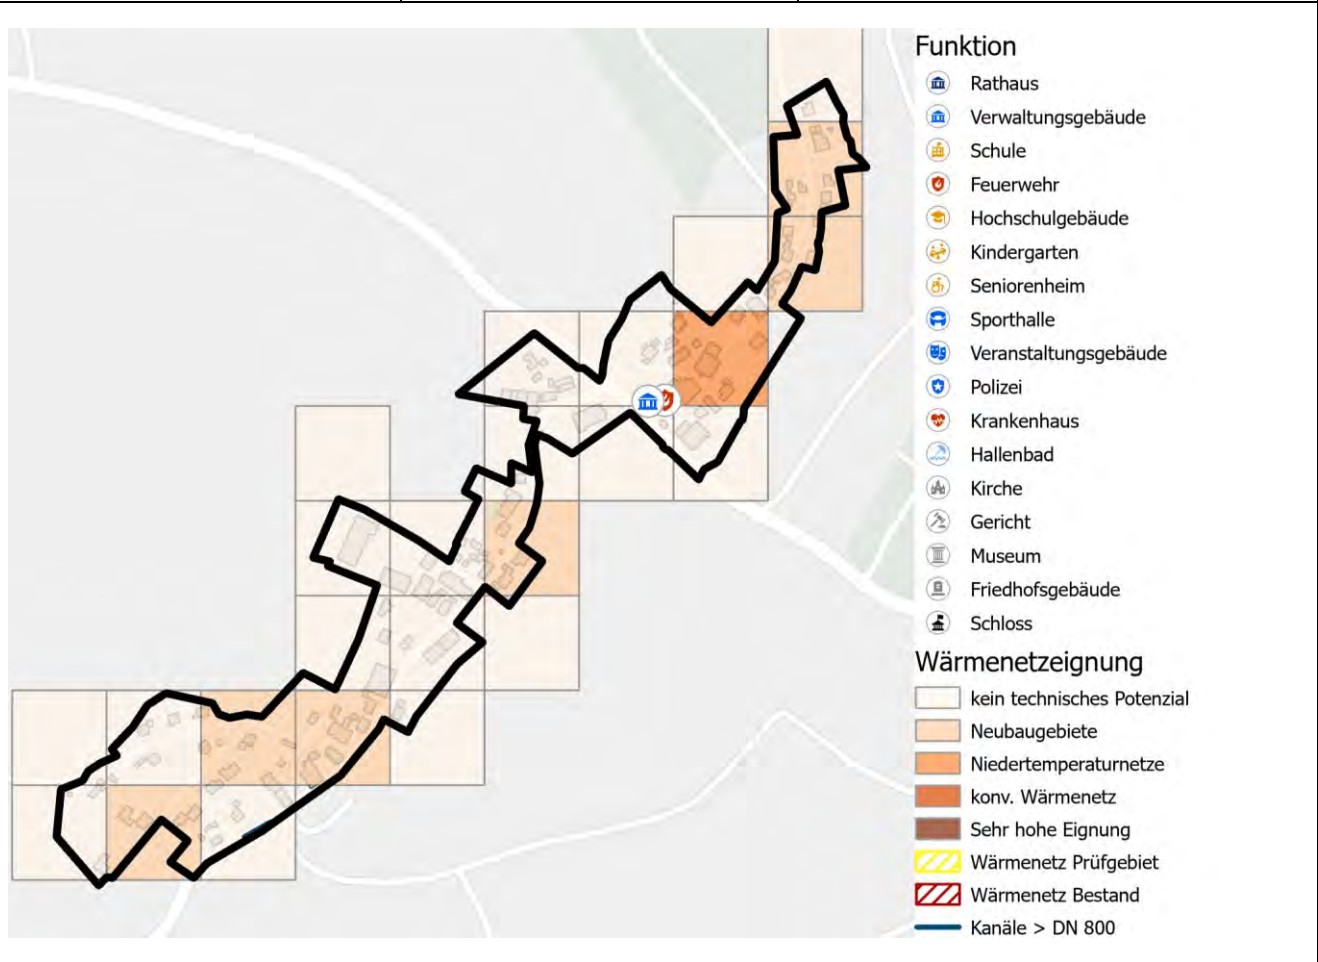 Funktion
Rathaus
Verwaltungsgebäude
Schule
Feuerwehr
Hochschulgebäude
Kindergarten
Seniorenheim
Sporthalle
Veranstaltungsgebäude
Polizei
Krankenhaus
Hallenbad
Kirche
Gericht
Museum
Friedhofsgebäude
Schloss
Wärmenetzeignung
kein technisches Potenzial
Neubaugebiete
Niedertemperaturnetze
konv. Wärmenetz
Sehr hohe Eignung
Wärmenetz Prüfgebiet
Wärmenetz Bestand
Kanäle > DN 800